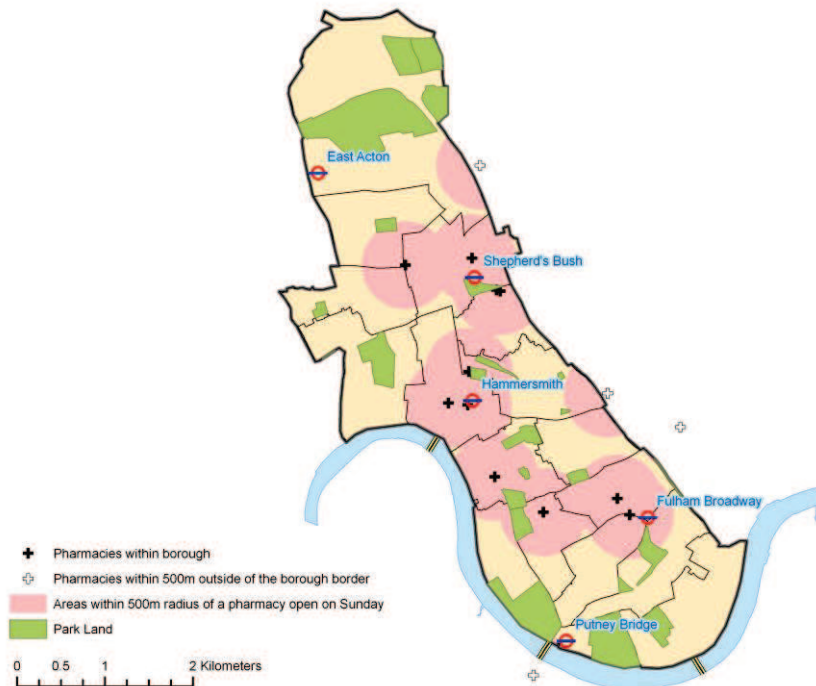 East Acton
Shepherd's Bush
Hammersmith
Fulham Broadway
Putney Bridge
Pharmacies within borough
Pharmacies within 500m outside of the borough border
Areas within 500m radius of a pharmacy open on Sunday
Park Land
0 0.5 1 2 Kilometers